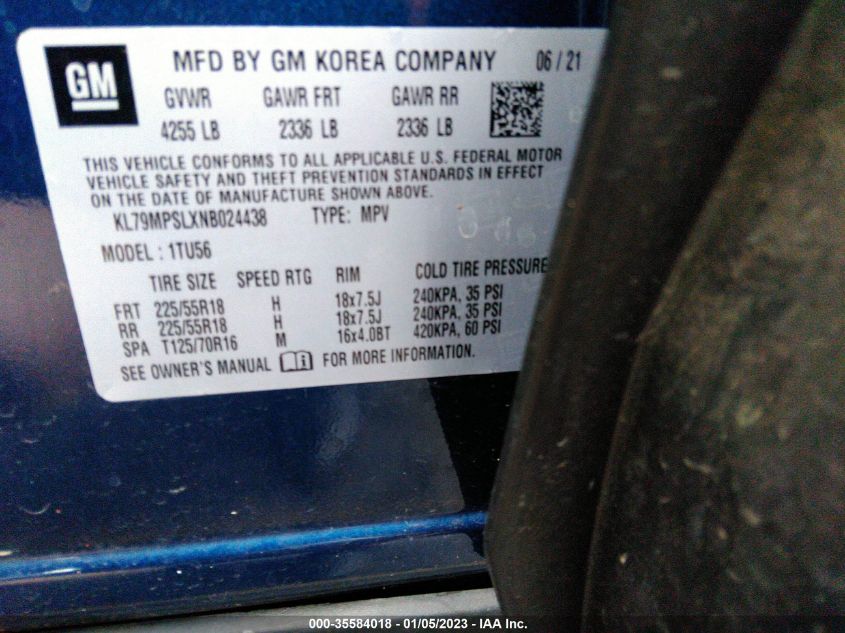 GM
MFD BY GM KOREA COMPANY 06/21
GVWR GAWR FRT GAWR RR
4255 LB 2336 LB 2336 LB
THIS VEHICLE CONFORMS TO ALL APPLICABLE U.S. FEDERAL MOTOR
VEHICLE SAFETY AND THEFT PREVENTION STANDARDS IN EFFECT
ON THE DATE OF MANUFACTURE SHOWN ABOVE.
KL79MPSLXNB024438 TYPE: MPV
MODEL: 1TU56
TIRE SIZE SPEED RTG RIM COLD TIRE PRESSURE
FRT 225/55R18 H 18x7.5J 240KPA, 35 PSI
RR 225/55R18 H 18x7.5J 240KPA, 35 PSI
SPA T125/70R16 M 16x4.0BT 420KPA, 60 PSI
SEE OWNER'S MANUAL FOR MORE INFORMATION.
000-35584018 - 01/05/2023 - IAA Inc.